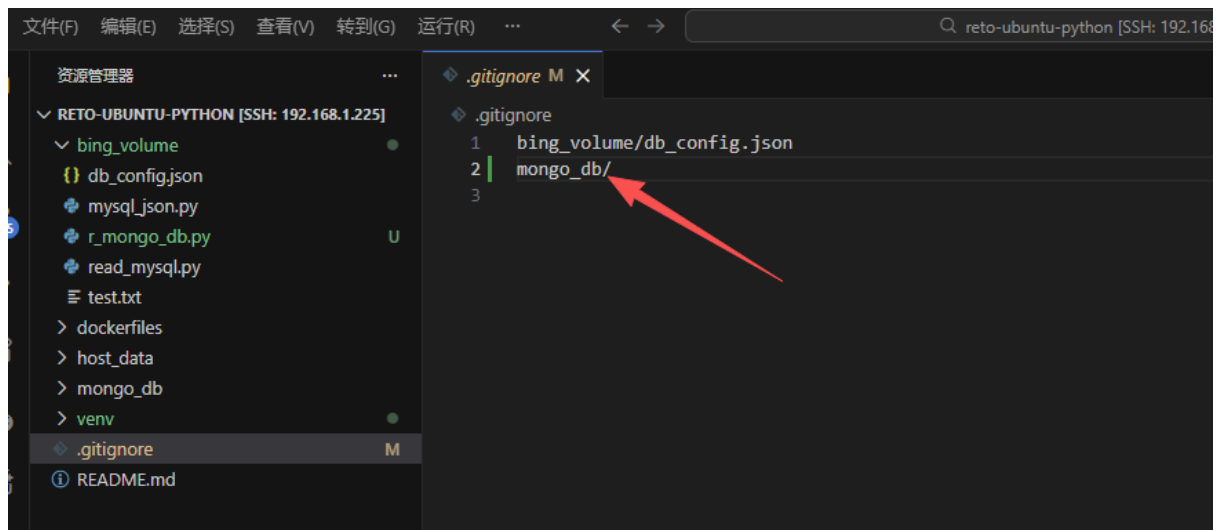 文件(F) 编辑(E) 选择(S) 查看(V) 转到(G) 运行(R) ··· ← → reto-ubuntu-python [SSH: 192.168
资源管理器 ···
RETO-UBUNTU-PYTHON [SSH: 192.168.1.225]
bing_volume
{} db_config.json
mysql_json.py
r_mongo_db.py U
read_mysql.py
test.txt
dockerfiles
host_data
mongo_db
venv
.gitignore M
README.md
.gitignore M ×
.gitignore
1 bing_volume/db_config.json
2 mongo_db/
3